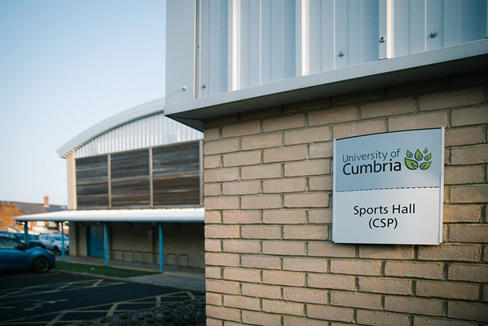 University of
Cumbria
Sports Hall
(CSP)